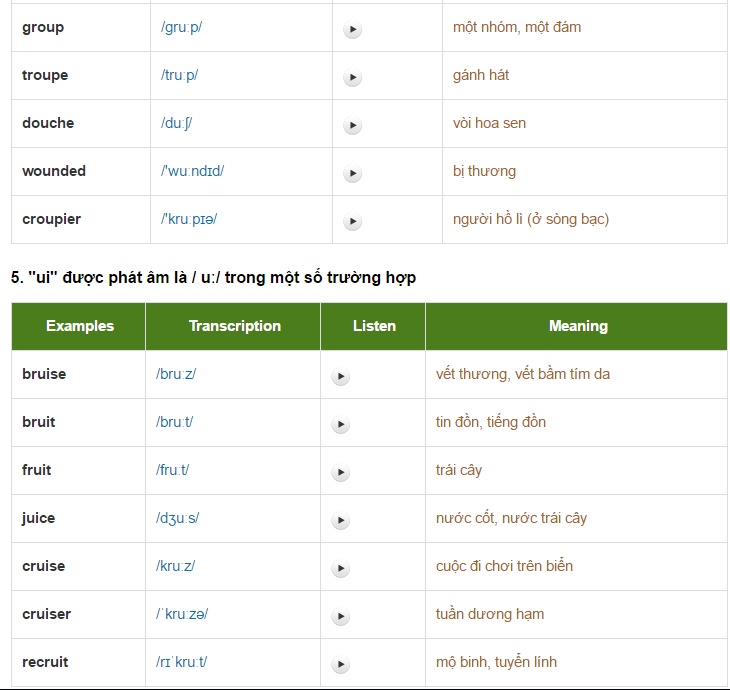 group /gruːp/ một nhóm, một đám
troupe /truːp/ gánh hát
douche /duːʃ/ vòi hoa sen
wounded /'wuːndɪd/ bị thương
croupier /'kruːpɪə/ người hồ lì (ở sòng bạc)
5. "ui" được phát âm là / uː/ trong một số trường hợp
Examples Transcription Listen Meaning
bruise /bruːz/ vết thương, vết bầm tím da
bruit /bruːt/ tin đồn, tiếng đồn
fruit /fruːt/ trái cây
juice /dʒuːs/ nước cốt, nước trái cây
cruise /kruːz/ cuộc đi chơi trên biển
cruiser /ˈkruːzə/ tuần dương hạm
recruit /rɪˈkruːt/ mộ binh, tuyển lính